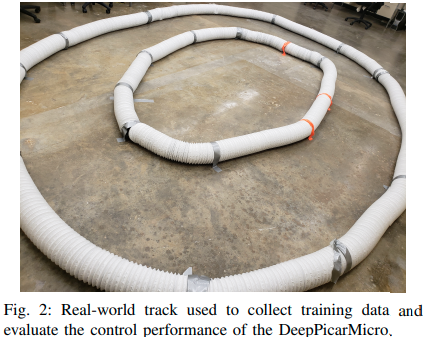 Fig. 2: Real-world track used to collect training data and
evaluate the control performance of the DeepPicarMicro.